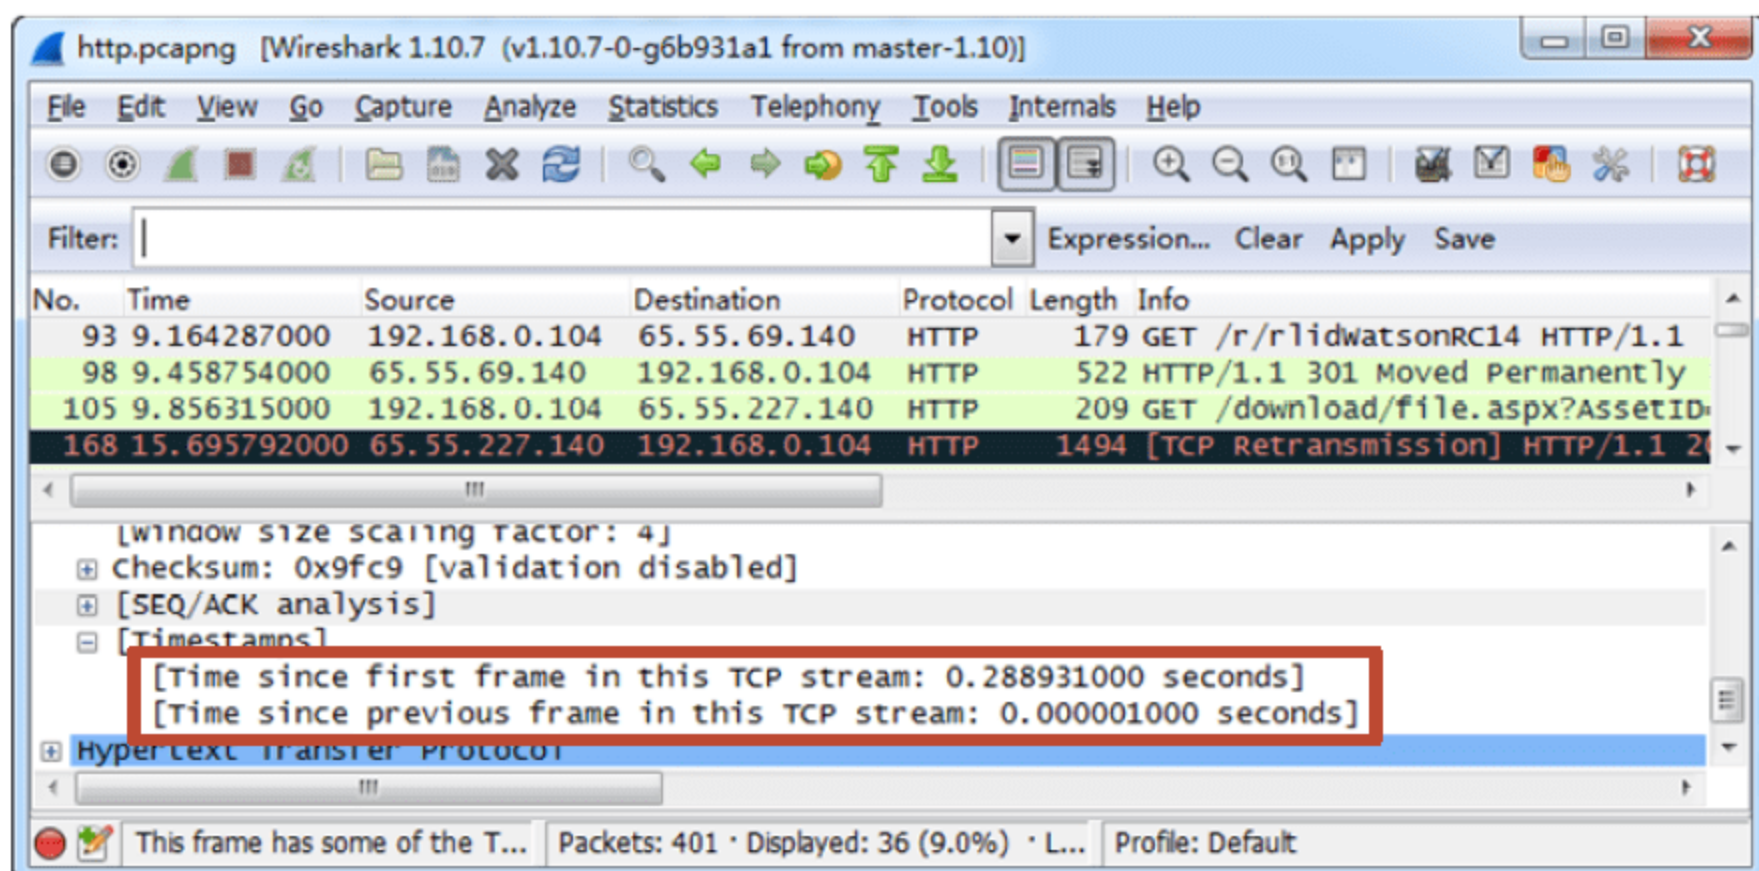 http.pcapng [Wireshark 1.10.7 (v1.10.7-0-g6b931a1 from master-1.10)]
File Edit View Go Capture Analyze Statistics Telephony Tools Internals Help
Filter: Expression... Clear Apply Save
No. Time Source Destination Protocol Length Info
93 9.164287000 192.168.0.104 65.55.69.140 HTTP 179 GET /r/rlidWatsonRC14 HTTP/1.1
98 9.458754000 65.55.69.140 192.168.0.104 HTTP 522 HTTP/1.1 301 Moved Permanently
105 9.856315000 192.168.0.104 65.55.227.140 HTTP 209 GET /download/file.aspx?AssetID=
168 15.695792000 65.55.227.140 192.168.0.104 HTTP 1494 [TCP Retransmission] HTTP/1.1 20
[Window size scaling factor: 4]
Checksum: 0x9fc9 [validation disabled]
[SEQ/ACK analysis]
[Timestamps]
[Time since first frame in this TCP stream: 0.288931000 seconds]
[Time since previous frame in this TCP stream: 0.000001000 seconds]
Hypertext Transfer Protocol
This frame has some of the T... Packets: 401 · Displayed: 36 (9.0%) · L... Profile: Default